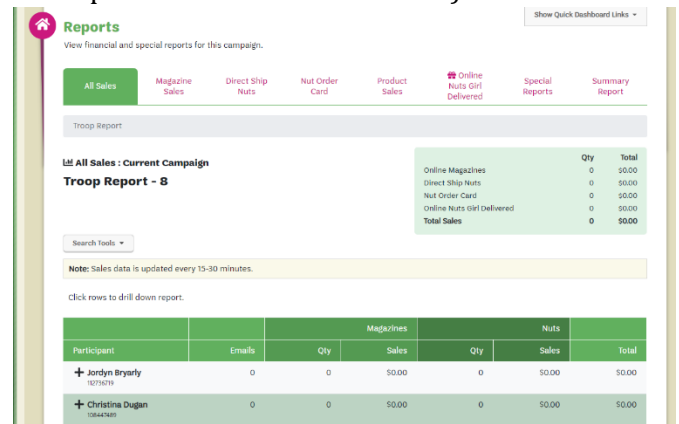 Show Quick Dashboard Links
Reports
View financial and special reports for this campaign.
All Sales
Magazine
Sales
Direct Ship
Nuts
Nut Order
Card
Product
Sales
Online
Nuts Girl
Delivered
Special
Reports
Summary
Report
Troop Report
All Sales : Current Campaign
Troop Report - 8
Qty Total
Online Magazines 0 $0.00
Direct Ship Nuts 0 $0.00
Nut Order Card 0 $0.00
Online Nuts Girl Delivered 0 $0.00
Total Sales 0 $0.00
Search Tools
Note: Sales data is updated every 15-30 minutes.
Click rows to drill down report.
Magazines Nuts
Participant Emails Qty Sales Qty Sales Total
Jordyn Bryarly 0 0 $0.00 0 $0.00 $0.00
112736719
Christina Dugan 0 0 $0.00 0 $0.00 $0.00
108447489